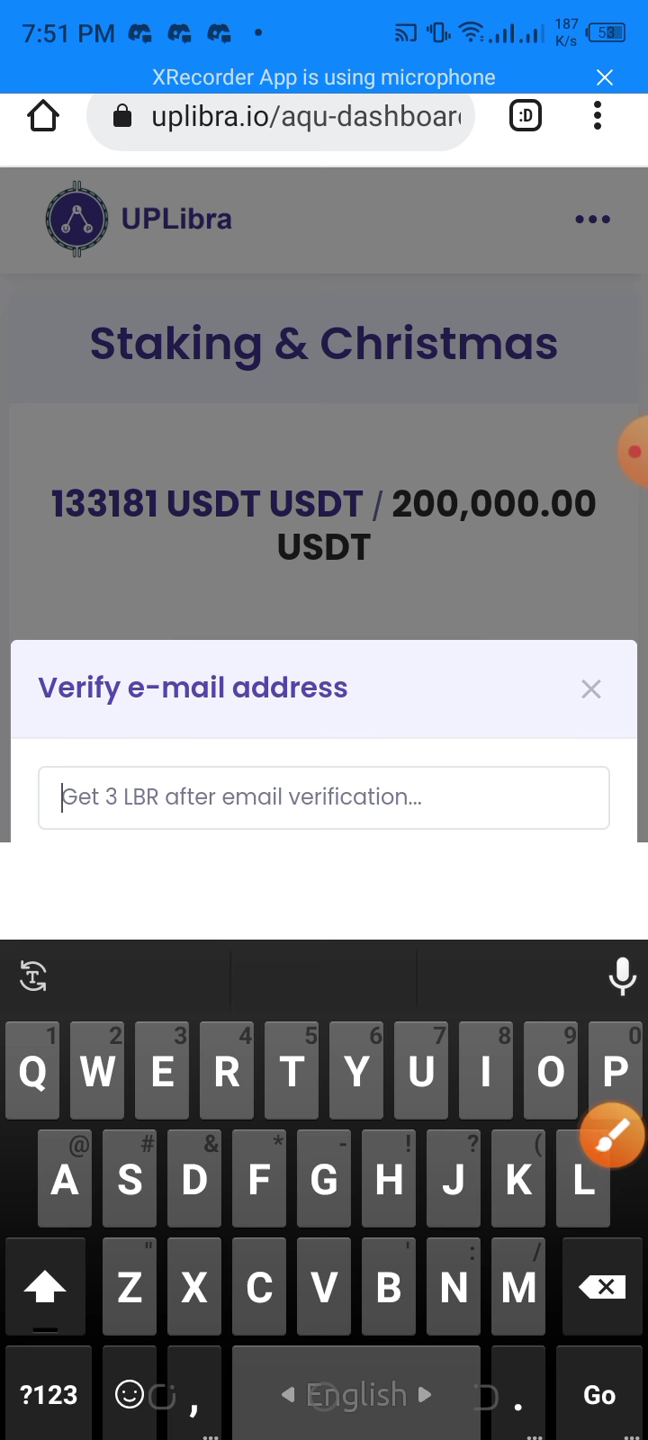 7:51 PM 187 K/s 53
XRecorder App is using microphone
uplibra.io/aqu-dashboar
:D
UPLibra
Staking & Christmas
133181 USDT USDT / 200,000.00
USDT
Verify e-mail address
Get 3 LBR after email verification...
1 2 3 4 5 6 7 8 9 0
Q W E R T Y U I O P
@ # & * - ! ? (
A S D F G H J K L
" ' : /
Z X C V B N M
?123 , English . Go